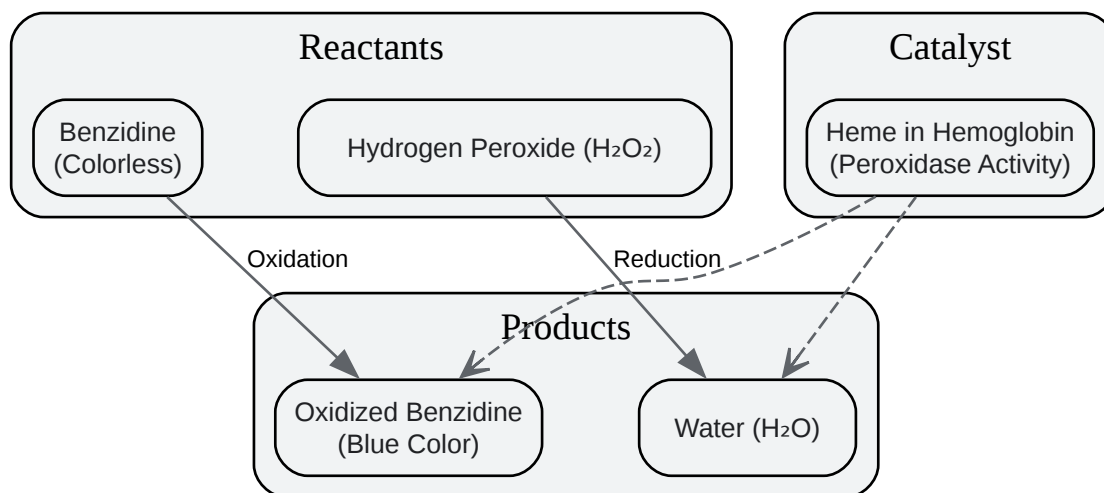 Reactants
Catalyst
Benzidine
(Colorless)
Hydrogen Peroxide (H₂O₂)
Heme in Hemoglobin
(Peroxidase Activity)
Oxidation
Reduction
Products
Oxidized Benzidine
(Blue Color)
Water (H₂O)